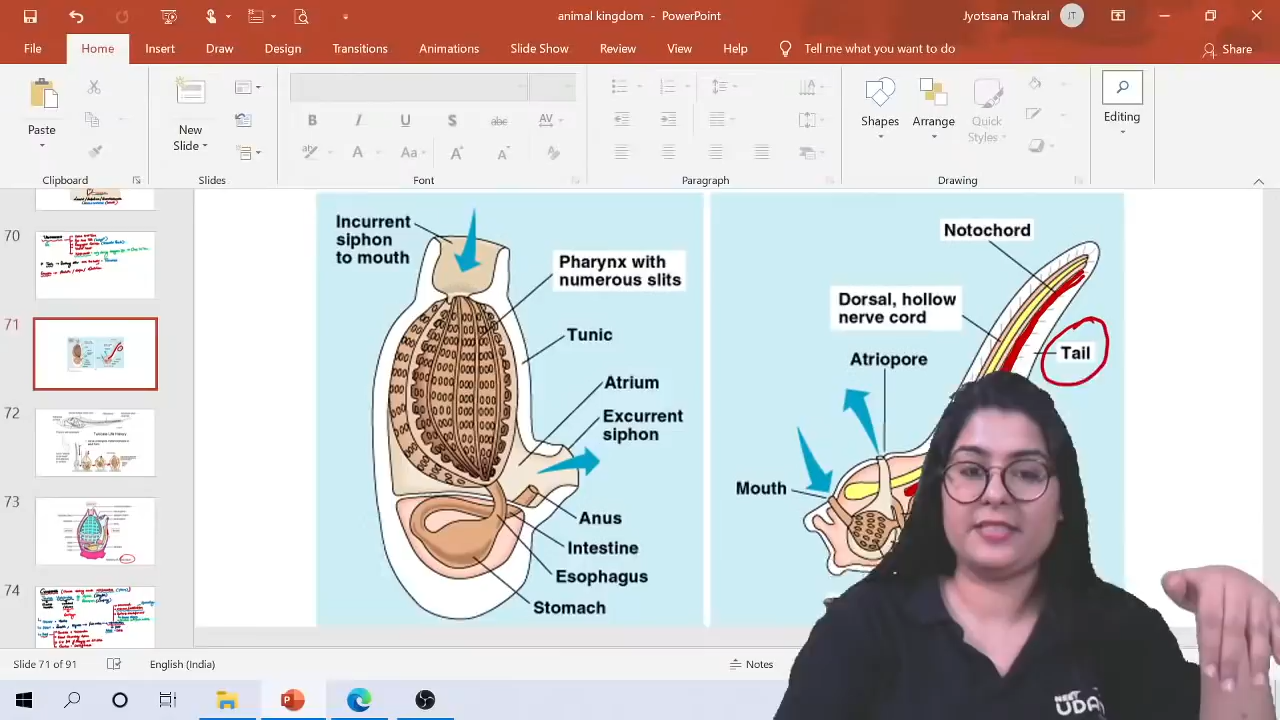 animal kingdom - PowerPoint
Jyotsana Thakral
JT
File
Home
Insert
Draw
Design
Transitions
Animations
Slide Show
Review
View
Help
Tell me what you want to do
Share
Paste
New
Slide
Shapes
Arrange
Quick
Styles
Editing
Clipboard
Slides
Font
Paragraph
Drawing
70
71
72
73
74
Incurrent
siphon
to mouth
Pharynx with
numerous slits
Tunic
Atrium
Excurrent
siphon
Anus
Intestine
Esophagus
Stomach
Notochord
Dorsal, hollow
nerve cord
Tail
Atriopore
Mouth
NEET
UDA
Slide 71 of 91
English (India)
Notes